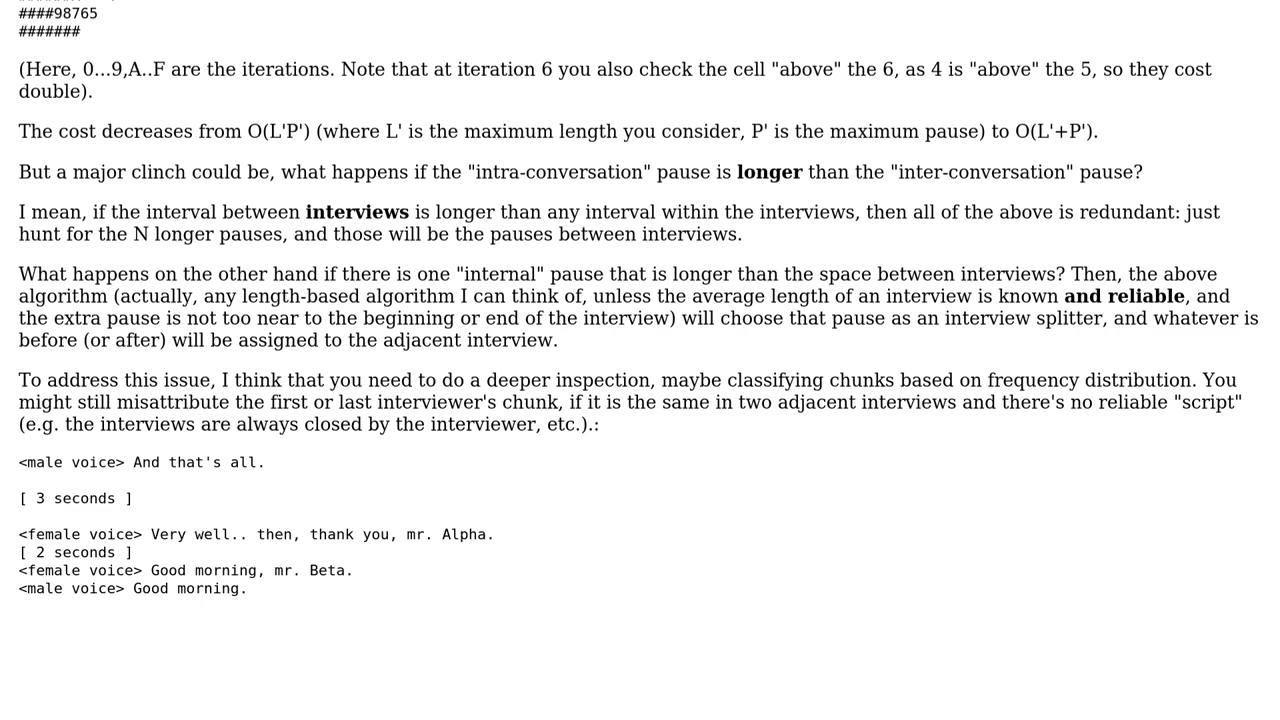 ####98765
#######
(Here, 0...9,A..F are the iterations. Note that at iteration 6 you also check the cell "above" the 6, as 4 is "above" the 5, so they cost
double).
The cost decreases from O(L'P') (where L' is the maximum length you consider, P' is the maximum pause) to O(L'+P').
But a major clinch could be, what happens if the "intra-conversation" pause is longer than the "inter-conversation" pause?
I mean, if the interval between interviews is longer than any interval within the interviews, then all of the above is redundant: just
hunt for the N longer pauses, and those will be the pauses between interviews.
What happens on the other hand if there is one "internal" pause that is longer than the space between interviews? Then, the above
algorithm (actually, any length-based algorithm I can think of, unless the average length of an interview is known and reliable, and
the extra pause is not too near to the beginning or end of the interview) will choose that pause as an interview splitter, and whatever is
before (or after) will be assigned to the adjacent interview.
To address this issue, I think that you need to do a deeper inspection, maybe classifying chunks based on frequency distribution. You
might still misattribute the first or last interviewer's chunk, if it is the same in two adjacent interviews and there's no reliable "script"
(e.g. the interviews are always closed by the interviewer, etc.).:
<male voice> And that's all.
[ 3 seconds ]
<female voice> Very well.. then, thank you, mr. Alpha.
[ 2 seconds ]
<female voice> Good morning, mr. Beta.
<male voice> Good morning.